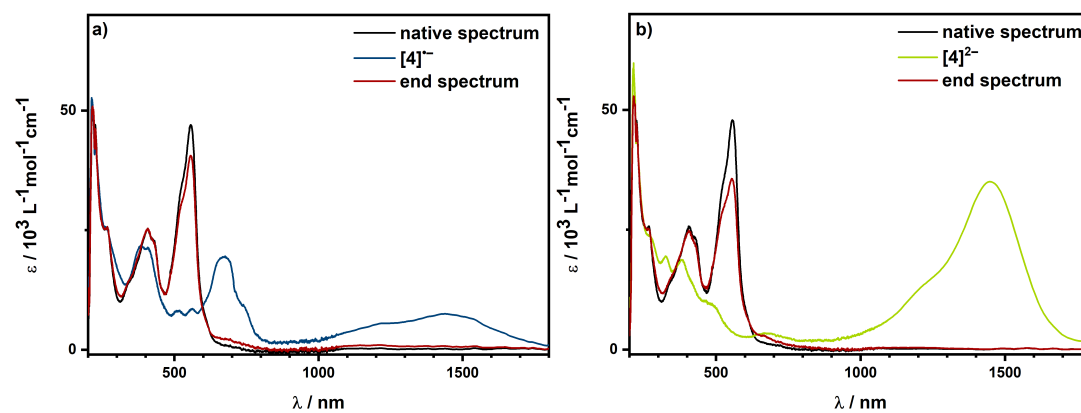 a)
native spectrum
[4]•−
end spectrum
50
0
500
1000
1500
ε / 10³ L⁻¹mol⁻¹cm⁻¹
λ / nm
b)
native spectrum
[4]²⁻
end spectrum
50
0
500
1000
1500
ε / 10³ L⁻¹mol⁻¹cm⁻¹
λ / nm